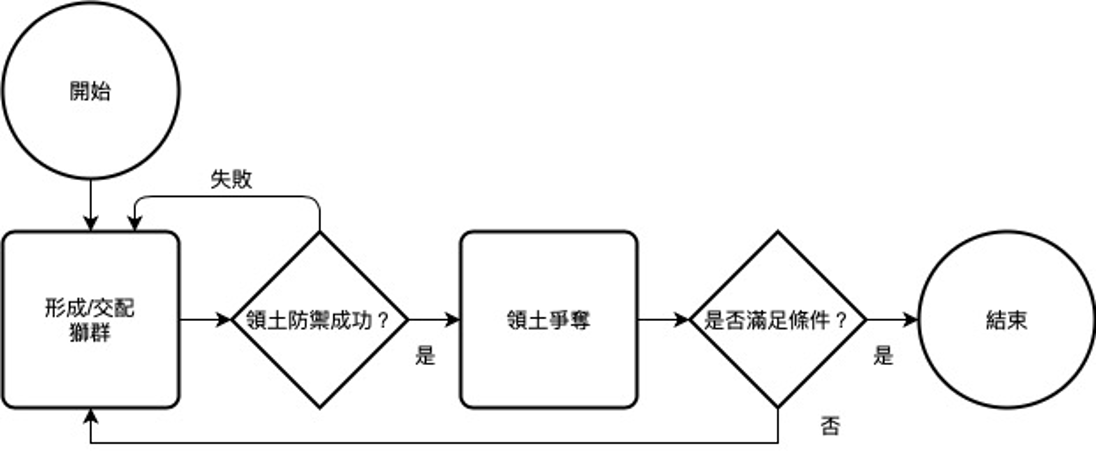 開始
失敗
形成/交配
獅群
領土防禦成功？
是
領土爭奪
是否滿足條件？
是
結束
否